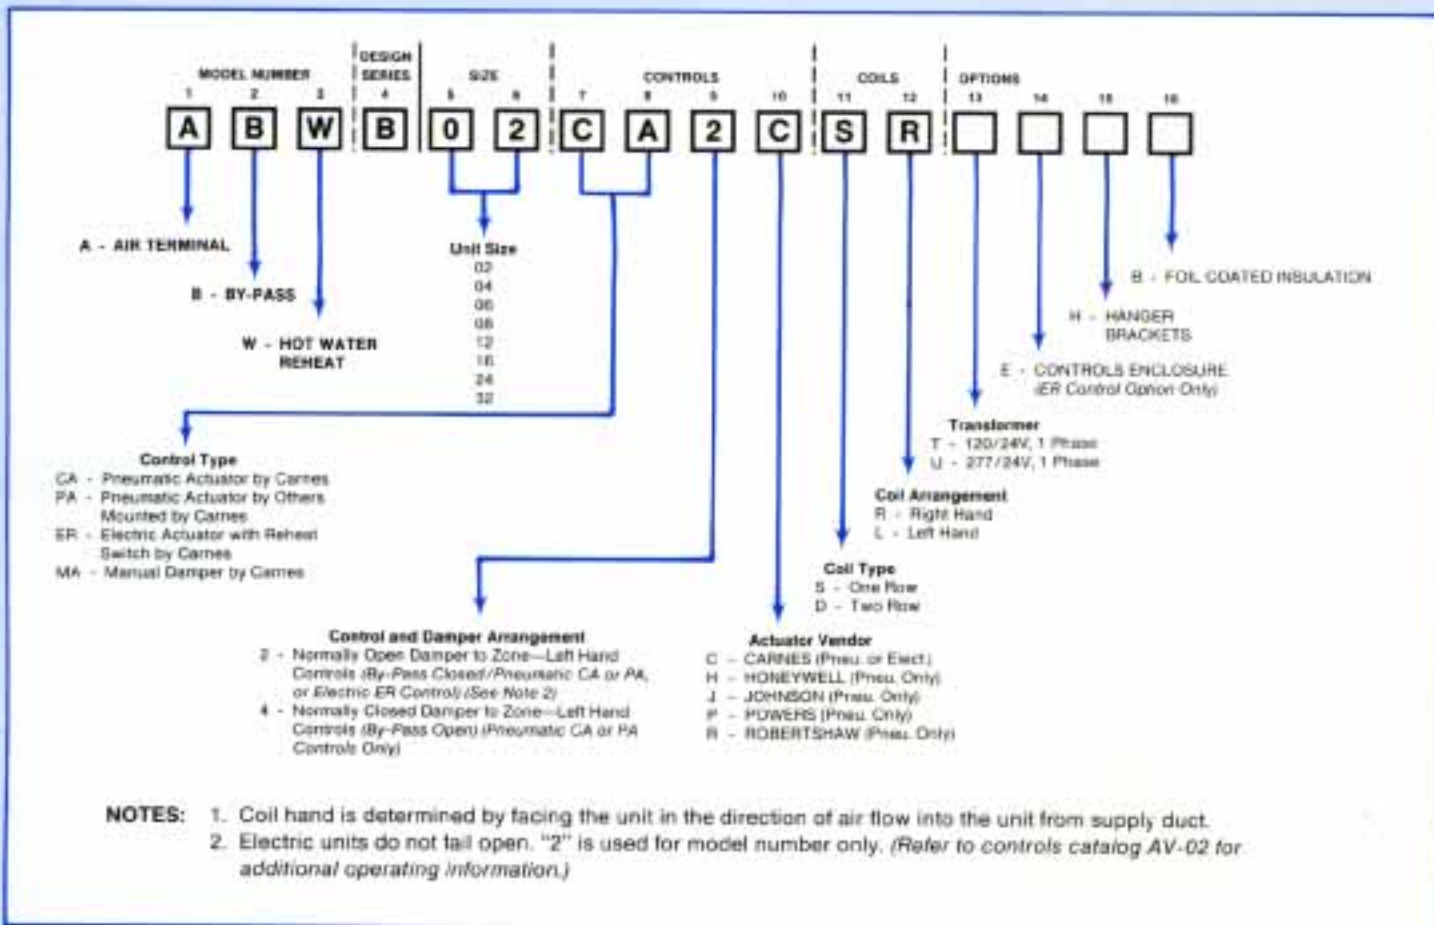 DESIGN
MODEL NUMBER SERIES SIZE CONTROLS COILS OPTIONS
1 2 3 4 5 6 7 8 9 10 11 12 13 14 15 16
A B W B 0 2 C A 2 C S R
A - AIR TERMINAL
B - BY-PASS
W - HOT WATER
REHEAT
Unit Size
02
04
06
08
12
16
24
32
B - FOIL COATED INSULATION
H - HANGER
BRACKETS
E - CONTROLS ENCLOSURE
(ER Control Option Only)
Transformer
T - 120/24V, 1 Phase
U - 277/24V, 1 Phase
Coil Arrangement
R - Right Hand
L - Left Hand
Coil Type
S - One Row
D - Two Row
Control Type
CA - Pneumatic Actuator by Carnes
PA - Pneumatic Actuator by Others
Mounted by Carnes
ER - Electric Actuator with Reheat
Switch by Carnes
MA - Manual Damper by Carnes
Control and Damper Arrangement
2 - Normally Open Damper to Zone—Left Hand
Controls (By-Pass Closed/Pneumatic CA or PA,
or Electric ER Control) (See Note 2)
4 - Normally Closed Damper to Zone—Left Hand
Controls (By-Pass Open) (Pneumatic CA or PA
Controls Only)
Actuator Vendor
C - CARNES (Pneu. or Elect.)
H - HONEYWELL (Pneu. Only)
J - JOHNSON (Pneu. Only)
P - POWERS (Pneu. Only)
R - ROBERTSHAW (Pneu. Only)
NOTES: 1. Coil hand is determined by facing the unit in the direction of air flow into the unit from supply duct.
2. Electric units do not fail open. "2" is used for model number only. (Refer to controls catalog AV-02 for
additional operating information.)